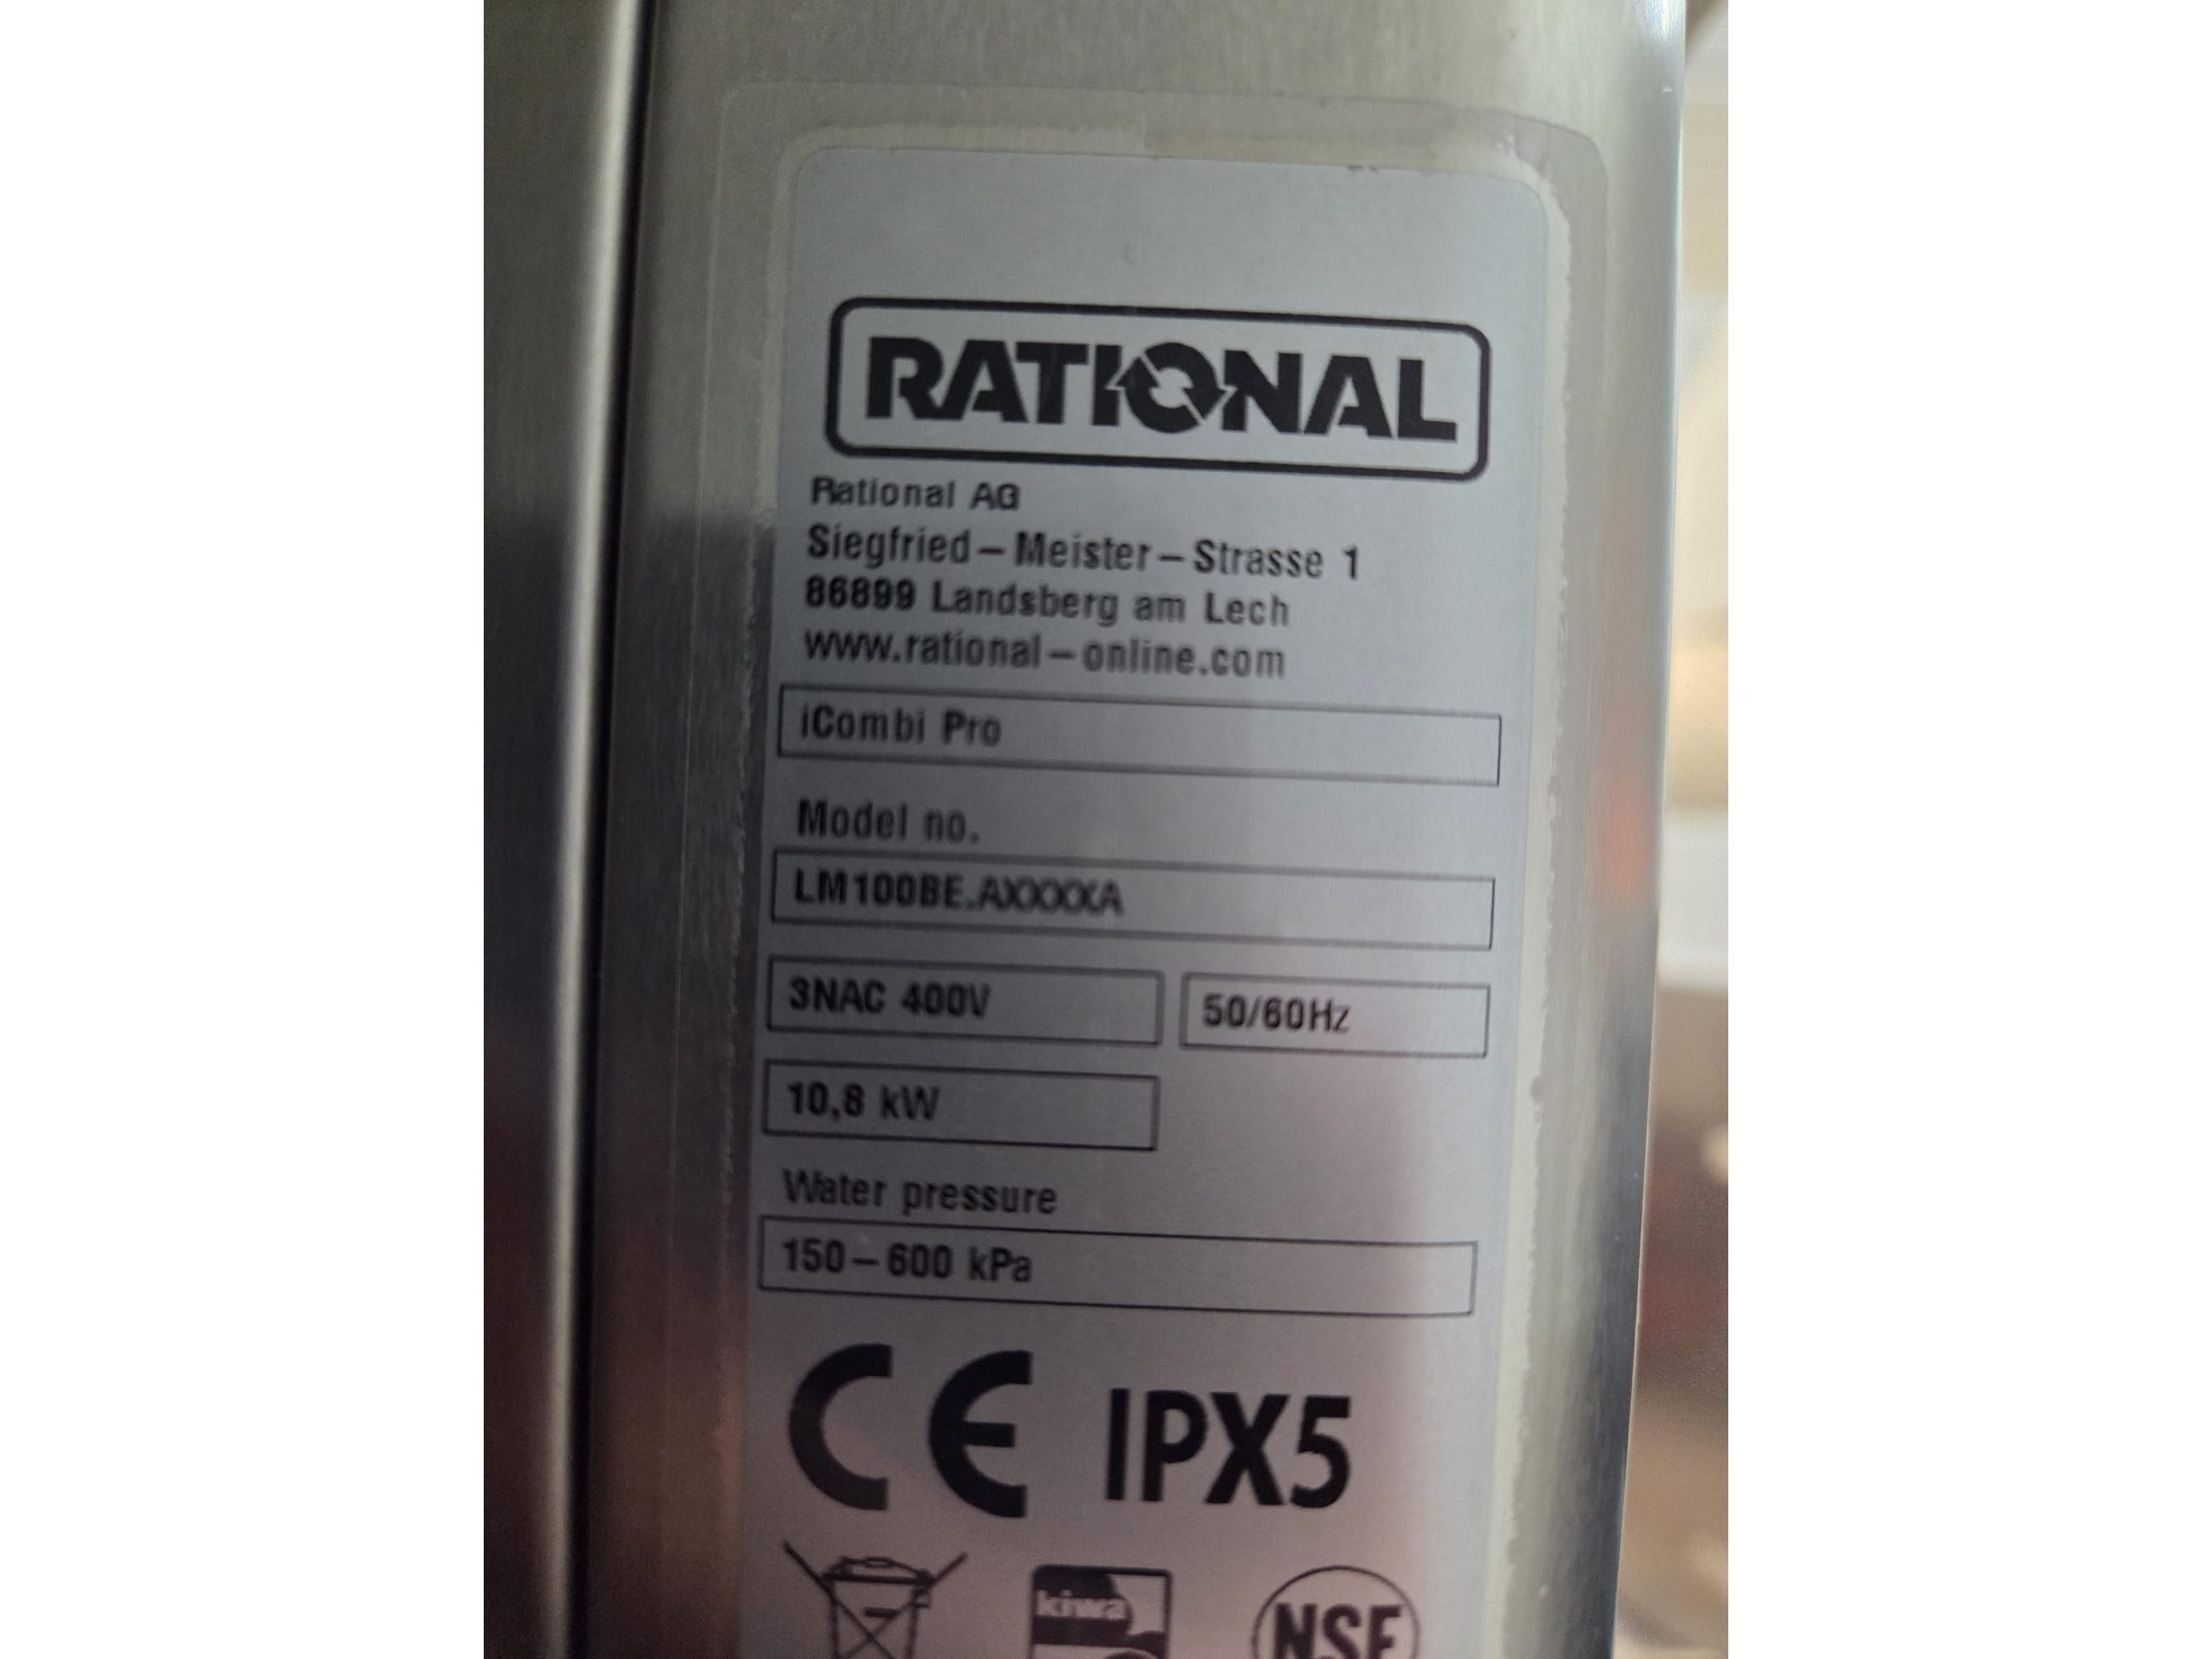 RATIONAL
Rational AG
Siegfried-Meister-Strasse 1
86899 Landsberg am Lech
www.rational-online.com
iCombi Pro
Model no.
LM100BE.AXXXXXA
3NAC 400V 50/60Hz
10,8 kW
Water pressure
150-600 kPa
CE IPX5
kiwa NSF